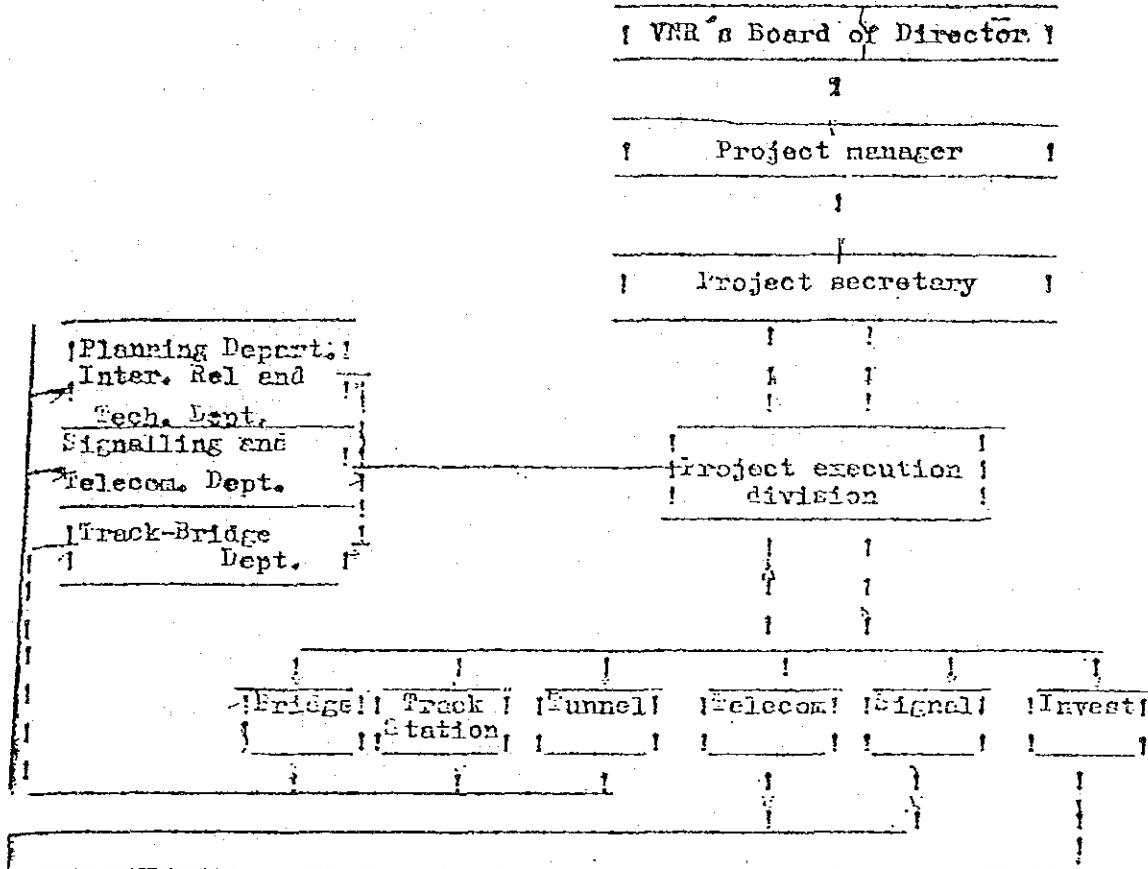 VNR's Board of Director
Project manager
Project secretary
Planning Depart.
Inter. Rel and
Tech. Dept.
Signalling and
Telecom. Dept.
Track-Bridge
Dept.
Project execution
division
Bridge Track Tunnel Telecom Signal Invest
Station